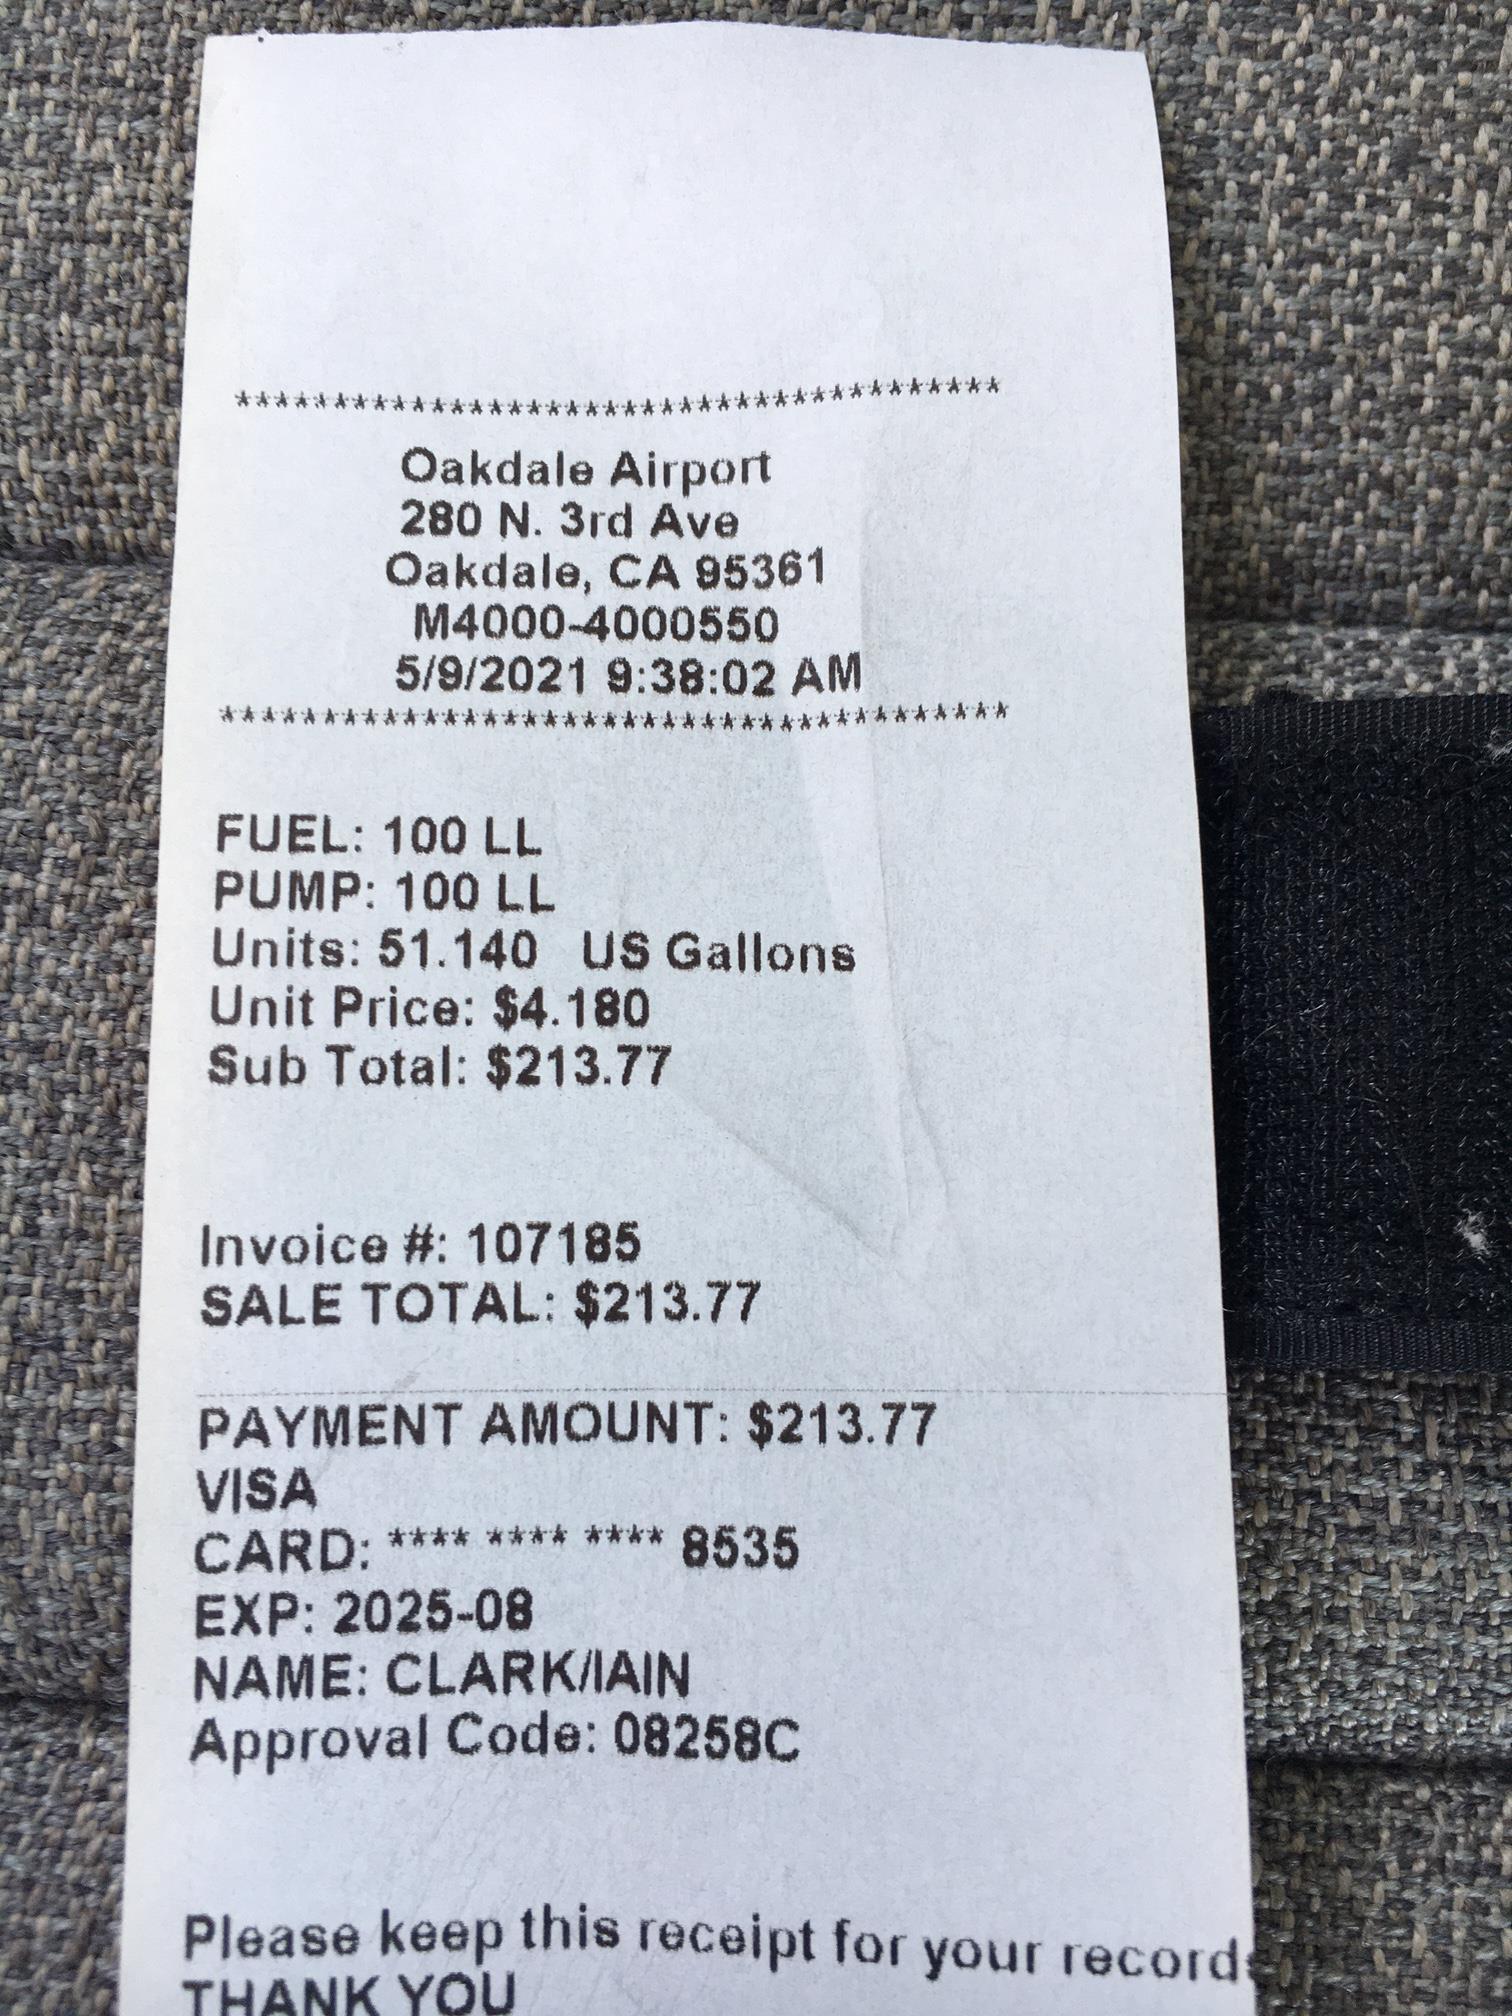 ****************************************
Oakdale Airport
280 N. 3rd Ave
Oakdale, CA 95361
M4000-4000550
5/9/2021 9:38:02 AM
****************************************
FUEL: 100 LL
PUMP: 100 LL
Units: 51.140 US Gallons
Unit Price: $4.180
Sub Total: $213.77
Invoice #: 107185
SALE TOTAL: $213.77
PAYMENT AMOUNT: $213.77
VISA
CARD: **** **** **** 8535
EXP: 2025-08
NAME: CLARK/IAIN
Approval Code: 08258C
Please keep this receipt for your records
THANK YOU